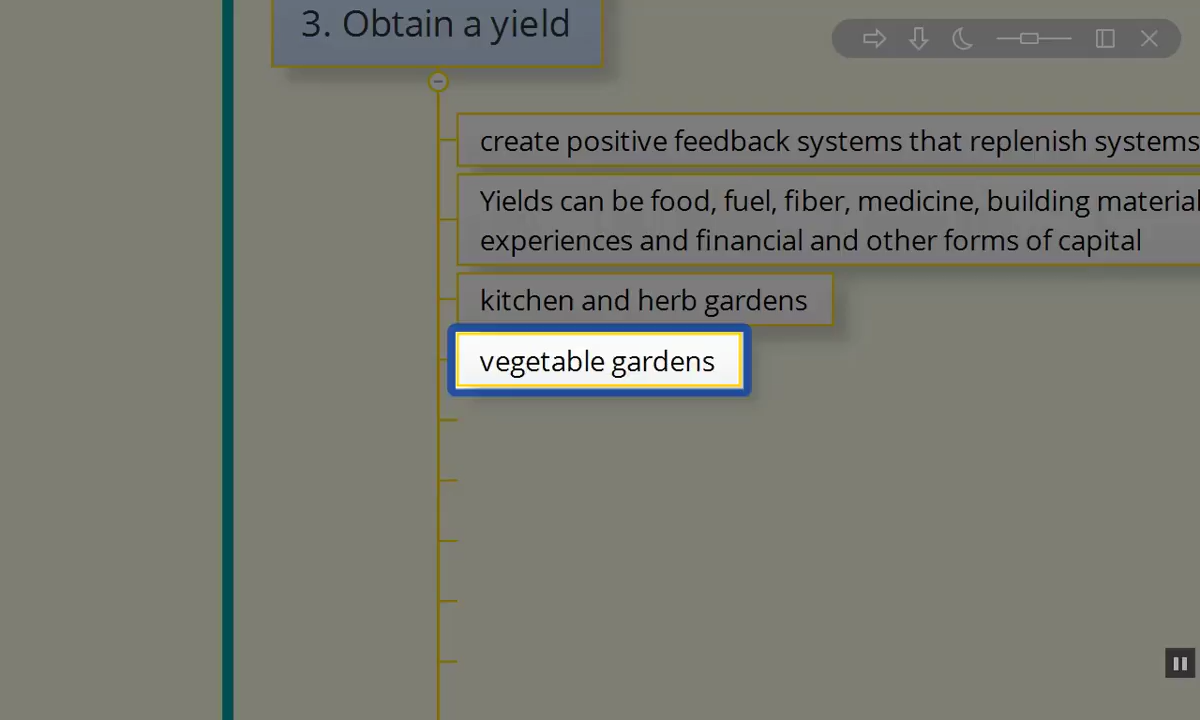 3. Obtain a yield
create positive feedback systems that replenish systems
Yields can be food, fuel, fiber, medicine, building material
experiences and financial and other forms of capital
kitchen and herb gardens
vegetable gardens